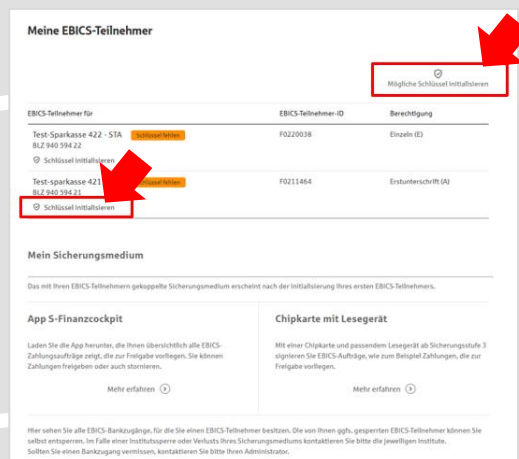 Meine EBICS-Teilnehmer
Mögliche Schlüssel initialisieren
EBICS-Teilnehmer für EBICS-Teilnehmer-ID Berechtigung
Test-Sparkasse 422 - STA Schlüssel fehlen F0220038 Einzeln (E)
BLZ 940 594 22
Schlüssel initialisieren
Test-sparkasse 421 Schlüssel fehlen F0211464 Erstunterschrift (A)
BLZ 940 594 21
Schlüssel initialisieren
Mein Sicherungsmedium
Das mit Ihren EBICS-Teilnehmern gekoppelte Sicherungsmedium erscheint nach der Initialisierung Ihres ersten EBICS-Teilnehmers.
App S-Finanzcockpit
Laden Sie die App herunter, die Ihnen übersichtlich alle EBICS-
Zahlungsaufträge zeigt, die zur Freigabe vorliegen. Sie können
Zahlungen freigeben oder auch stornieren.
Mehr erfahren
Chipkarte mit Lesegerät
Mit einer Chipkarte und passendem Lesegerät ab Sicherungsstufe 3
signieren Sie EBICS-Aufträge, wie zum Beispiel Zahlungen, die zur
Freigabe vorliegen.
Mehr erfahren
Hier sehen Sie alle EBICS-Bankzugänge, für die Sie einen EBICS-Teilnehmer besitzen. Die von Ihnen ggfs. gesperrten EBICS-Teilnehmer können Sie
selbst entsperren. Im Falle einer Institutssperre oder Verlusts Ihres Sicherungsmediums kontaktieren Sie bitte die jeweiligen Institute.
Sollten Sie einen Bankzugang vermissen, kontaktieren Sie bitte Ihren Administrator.